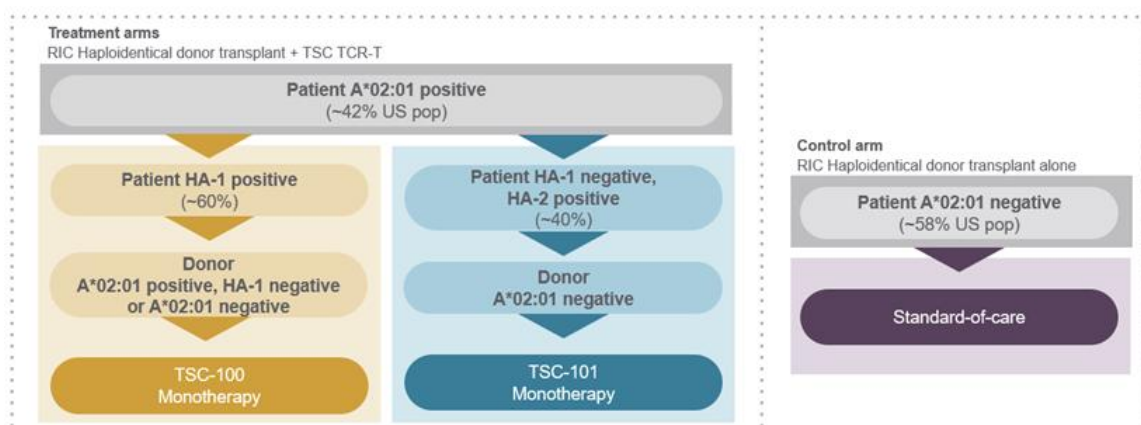 Treatment arms
RIC Haploidentical donor transplant + TSC TCR-T
Patient A*02:01 positive
(~42% US pop)
Patient HA-1 positive
(~60%)
Donor
A*02:01 positive, HA-1 negative
or A*02:01 negative
TSC-100
Monotherapy
Patient HA-1 negative,
HA-2 positive
(~40%)
Donor
A*02:01 negative
TSC-101
Monotherapy
Control arm
RIC Haploidentical donor transplant alone
Patient A*02:01 negative
(~58% US pop)
Standard-of-care